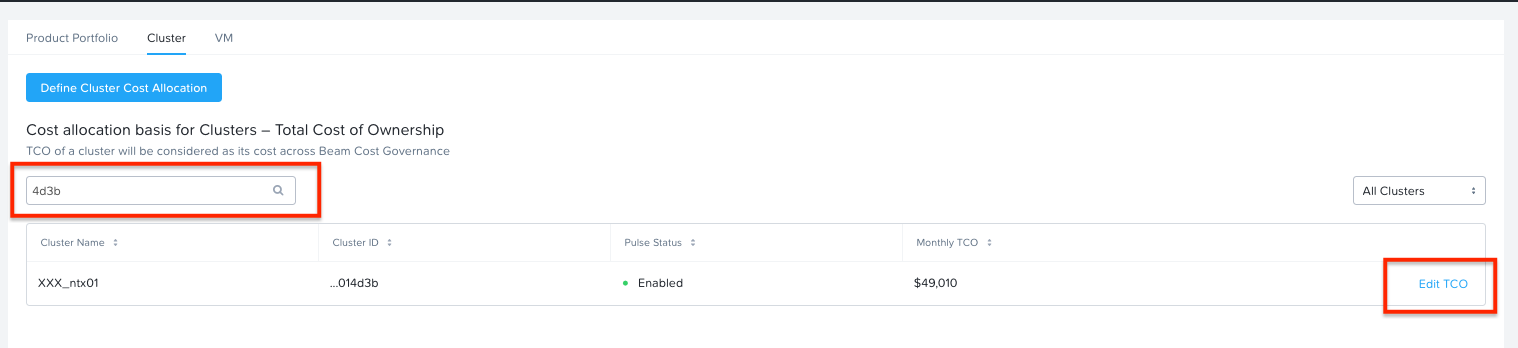 Product Portfolio Cluster VM
Define Cluster Cost Allocation
Cost allocation basis for Clusters – Total Cost of Ownership
TCO of a cluster will be considered as its cost across Beam Cost Governance
4d3b All Clusters
Cluster Name Cluster ID Pulse Status Monthly TCO
XXX_ntx01 ...014d3b Enabled $49,010 Edit TCO